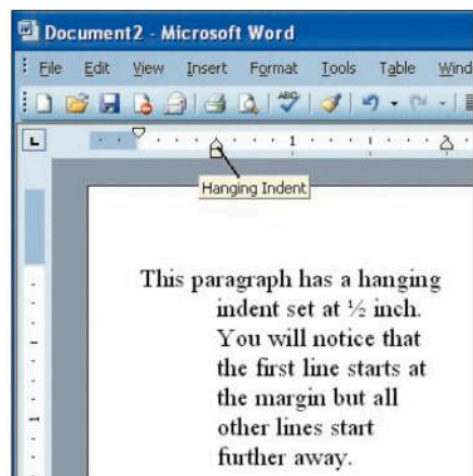 Document2 - Microsoft Word
File Edit View Insert Format Tools Table Wind
ABC
L 1
Hanging Indent
This paragraph has a hanging
indent set at ½ inch.
You will notice that
the first line starts at
the margin but all
other lines start
further away.
1